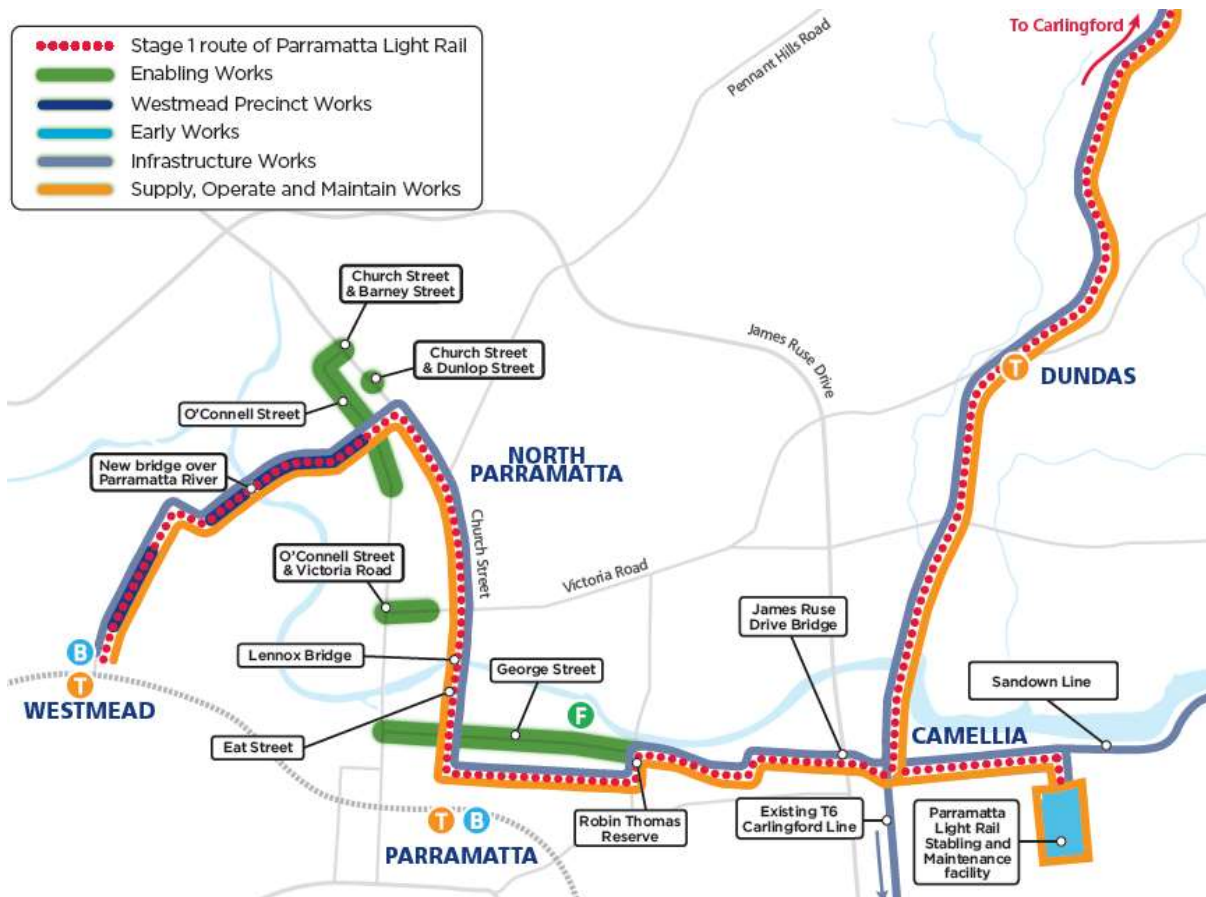 Stage 1 route of Parramatta Light Rail
Enabling Works
Westmead Precinct Works
Early Works
Infrastructure Works
Supply, Operate and Maintain Works
To Carlingford
Pennant Hills Road
Church Street
& Barney Street
Church Street
& Dunlop Street
James Ruse Drive
T
DUNDAS
O'Connell Street
NORTH
PARRAMATTA
New bridge over
Parramatta River
Church Street
O'Connell Street
& Victoria Road
Victoria Road
James Ruse
Drive Bridge
Lennox Bridge
George Street
Sandown Line
B
T
WESTMEAD
F
Eat Street
CAMELLIA
Robin Thomas
Reserve
Existing T6
Carlingford Line
Parramatta
Light Rail
Stabling and
Maintenance
facility
T B
PARRAMATTA